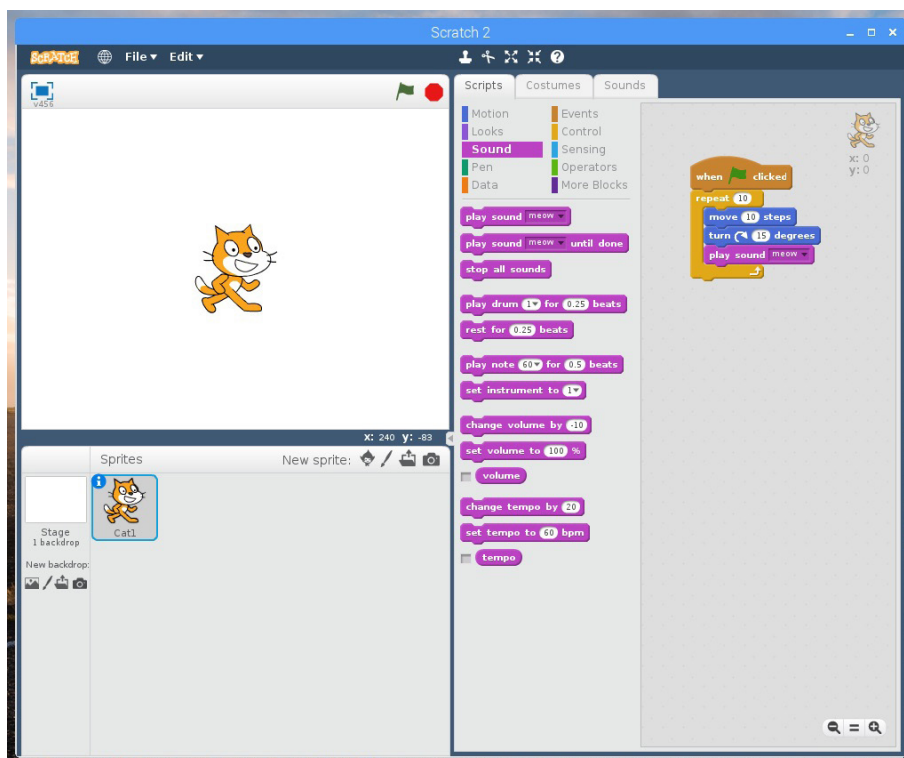 Scratch 2
SCRATCH File Edit
v456
Scripts Costumes Sounds
Motion Events
Looks Control
Sound Sensing
Pen Operators
Data More Blocks
play sound meow
play sound meow until done
stop all sounds
play drum 1 for 0.25 beats
rest for 0.25 beats
play note 60 for 0.5 beats
set instrument to 1
change volume by -10
set volume to 100 %
volume
change tempo by 20
set tempo to 60 bpm
tempo
x: 0
y: 0
when clicked
repeat 10
move 10 steps
turn 15 degrees
play sound meow
x: 240 y: -83
Sprites New sprite:
Cat1
Stage
1 backdrop
New backdrop: